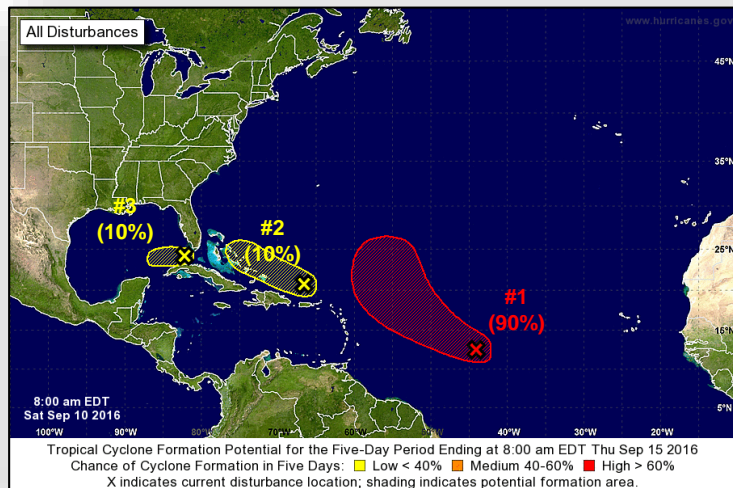 www.hurricanes.gov
All Disturbances
45°N
35°N
#3
(10%)
#2
(10%)
25°N
#1
(90%)
15°N
8:00 am EDT
Sat Sep 10 2016
5°N
100°W 90°W 80°W 70°W 60°W 50°W 40°W 30°W 20°W
Tropical Cyclone Formation Potential for the Five-Day Period Ending at 8:00 am EDT Thu Sep 15 2016
Chance of Cyclone Formation in Five Days: Low < 40% Medium 40-60% High > 60%
X indicates current disturbance location; shading indicates potential formation area.